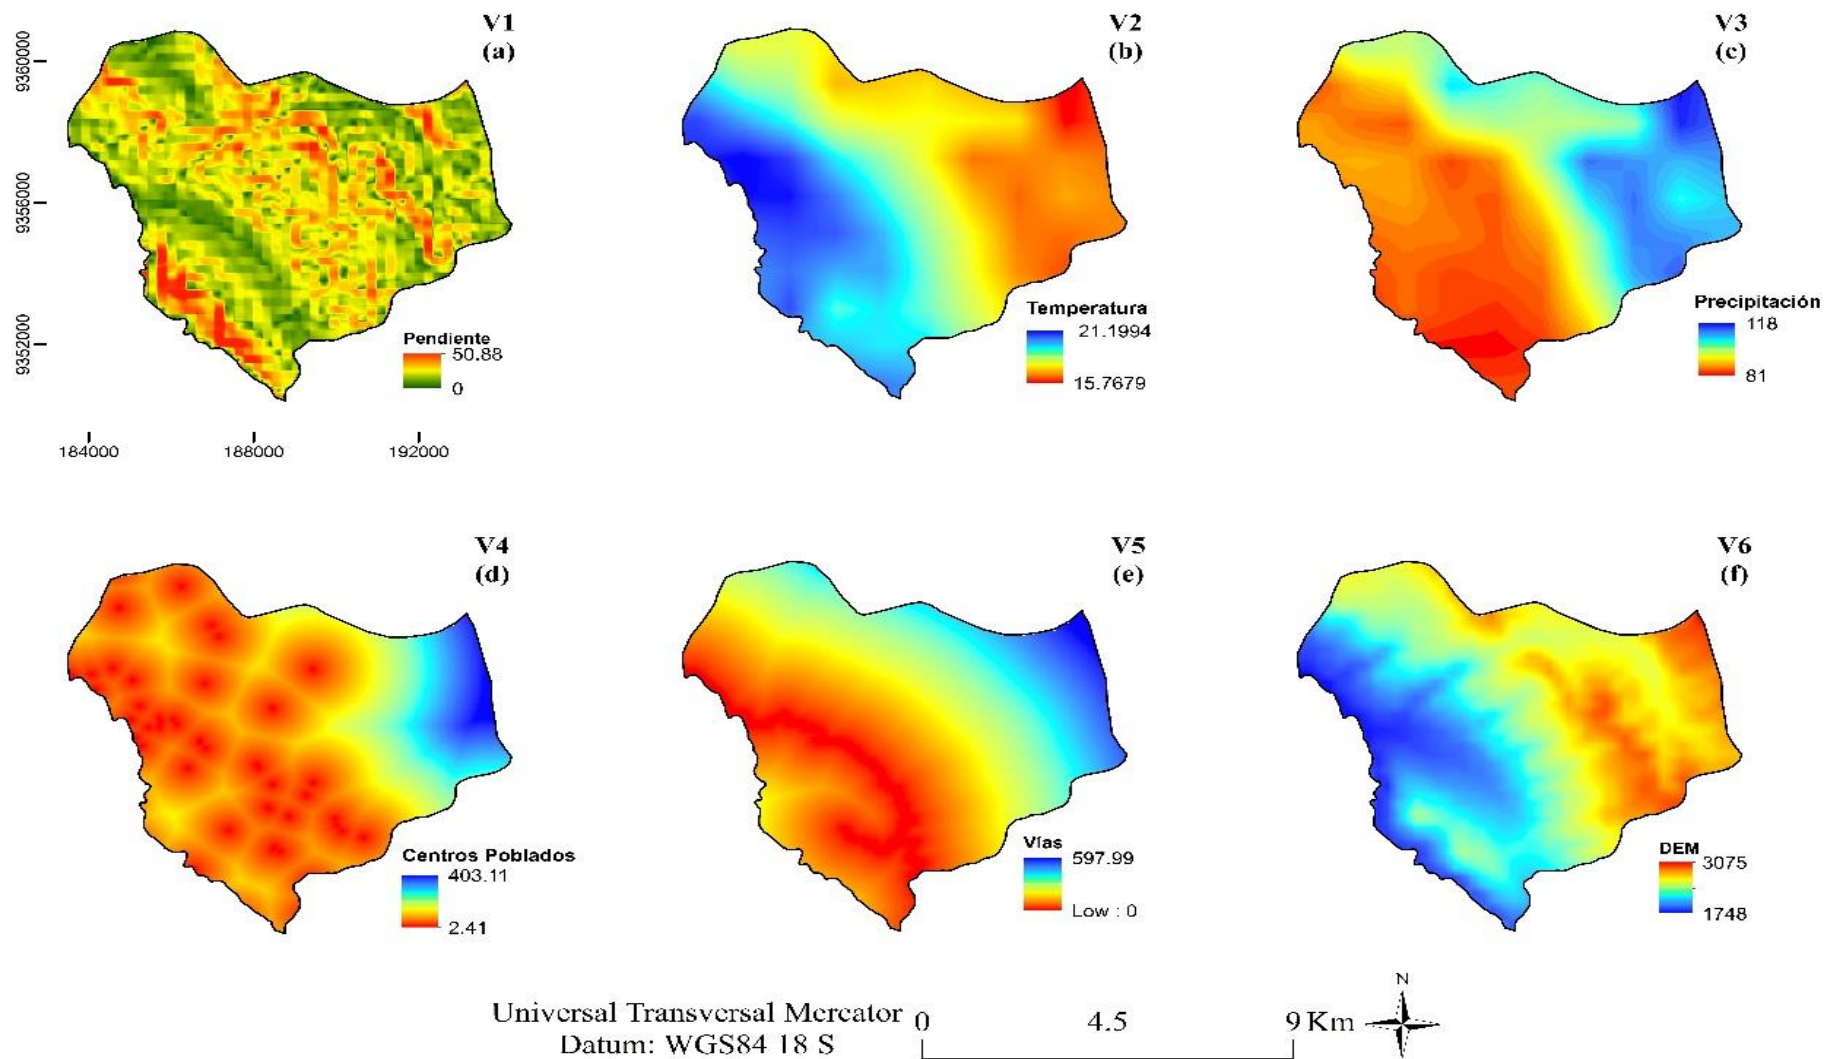 V1
(a)
9360000
9356000
9352000
Pendiente
50.88
0
184000
188000
192000
V2
(b)
Temperatura
21.1994
15.7679
V3
(c)
Precipitación
118
81
V4
(d)
Centros Poblados
403.11
2.41
V5
(e)
Vías
597.99
Low : 0
V6
(f)
DEM
3075
1748
Universal Transversal Mercator
Datum: WGS84 18 S
0
4.5
9 Km
N